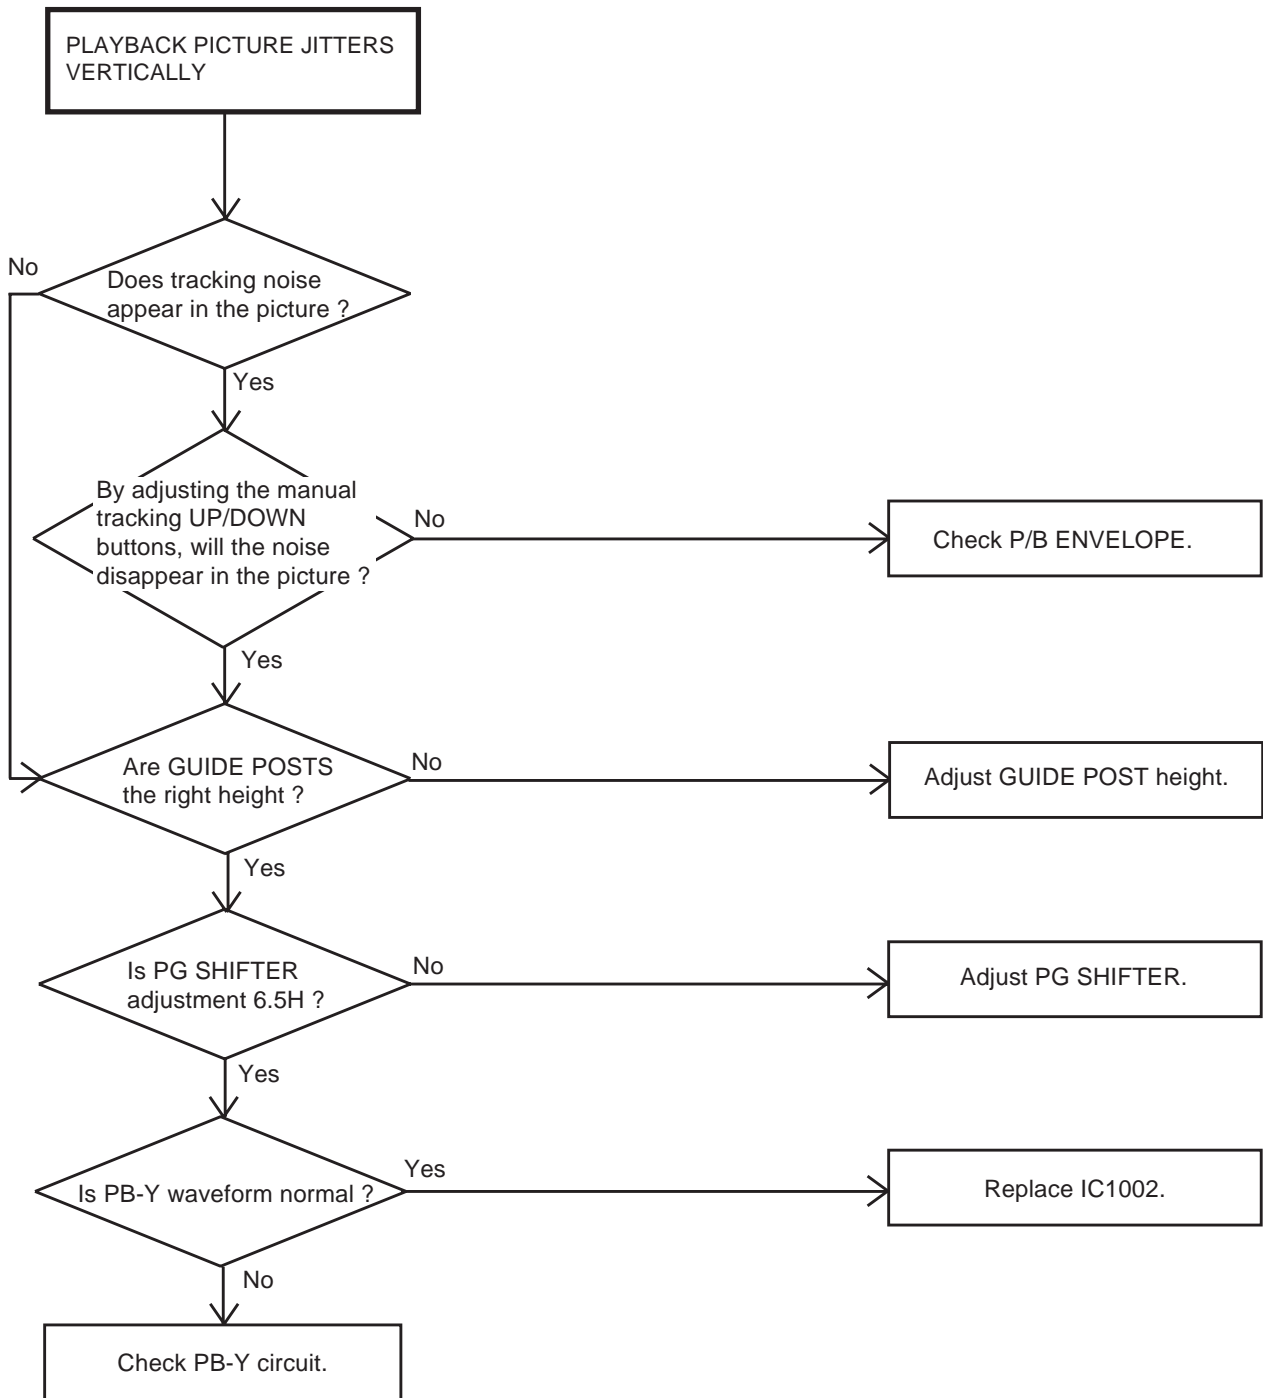 PLAYBACK PICTURE JITTERS
VERTICALLY
No
Does tracking noise
appear in the picture ?
Yes
By adjusting the manual
tracking UP/DOWN
buttons, will the noise
disappear in the picture ?
No
Check P/B ENVELOPE.
Yes
Are GUIDE POSTS
the right height ?
No
Adjust GUIDE POST height.
Yes
Is PG SHIFTER
adjustment 6.5H ?
No
Adjust PG SHIFTER.
Yes
Is PB-Y waveform normal ?
Yes
Replace IC1002.
No
Check PB-Y circuit.